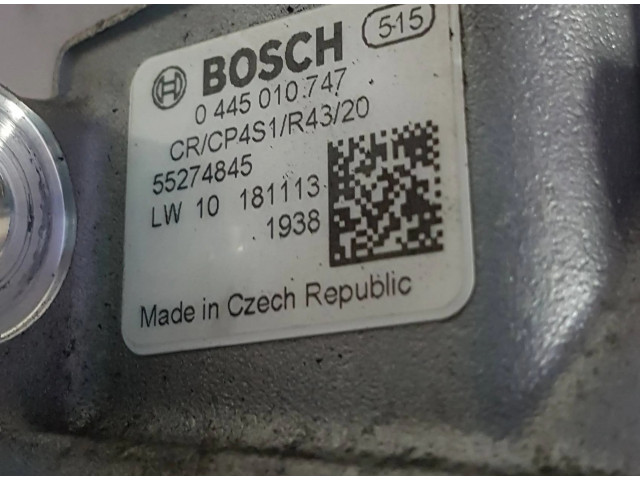 BOSCH 515
0 445 010 747
CR/CP4S1/R43/20
55274845
LW 10 181113
1938
Made in Czech Republic